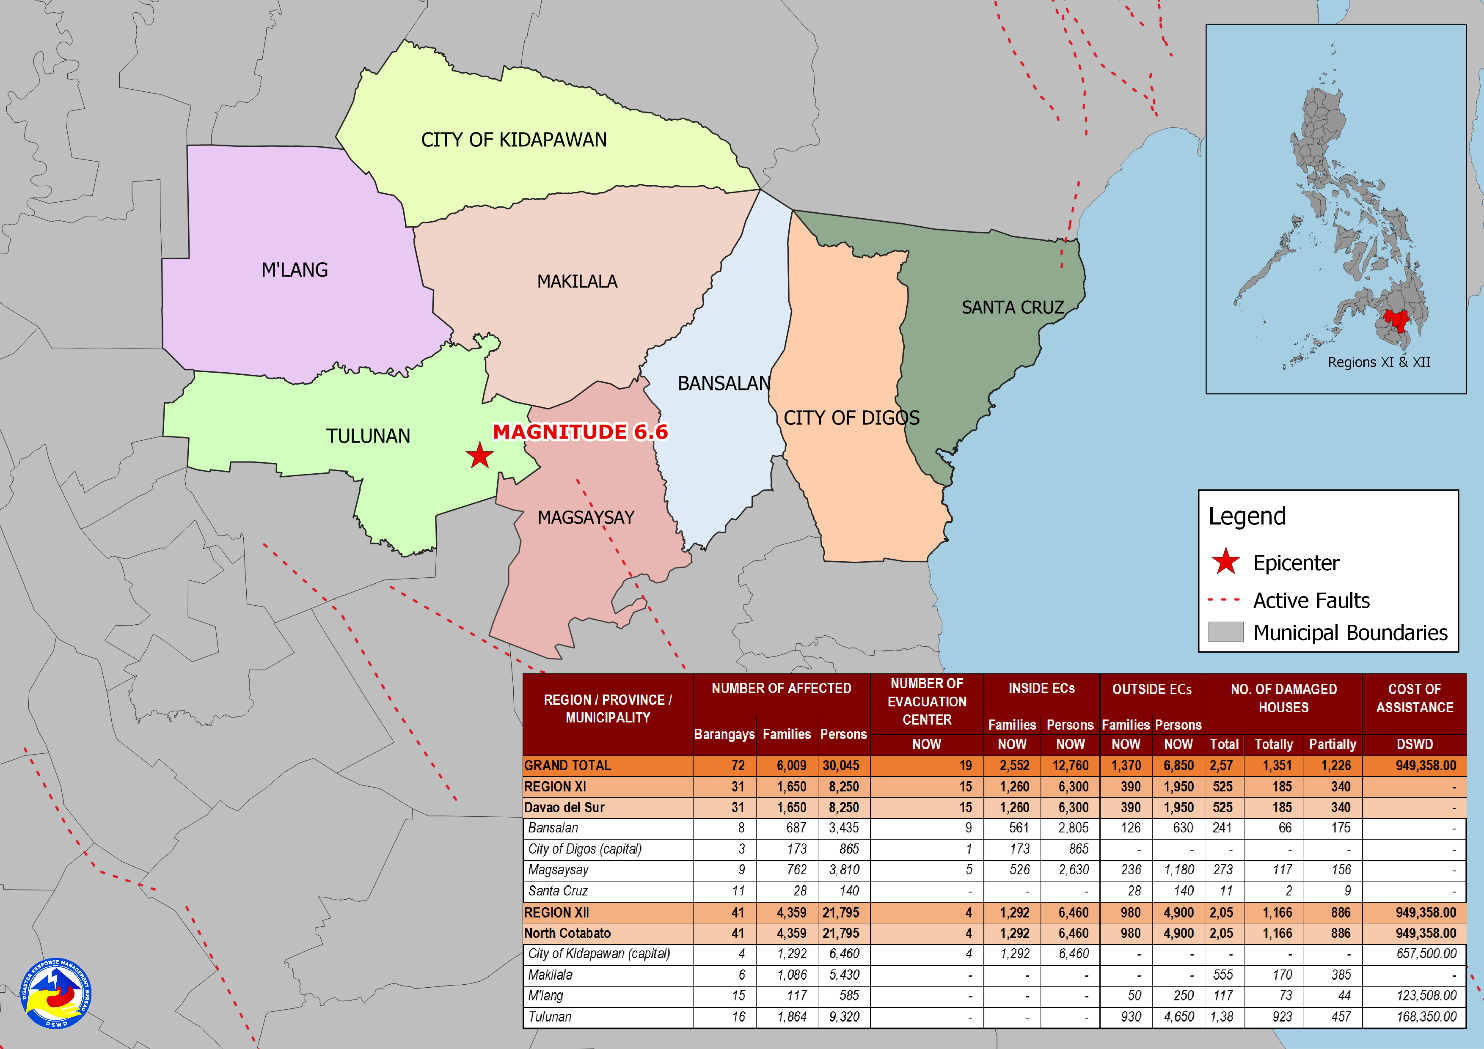 CITY OF KIDAPAWAN
M'LANG
MAKILALA
SANTA CRUZ
BANSALAN
CITY OF DIGOS
TULUNAN
MAGNITUDE 6.6
MAGSAYSAY
Regions XI & XII
Legend
Epicenter
Active Faults
Municipal Boundaries
REGION / PROVINCE / MUNICIPALITY
NUMBER OF AFFECTED
NUMBER OF EVACUATION CENTER
INSIDE ECs
OUTSIDE ECs
NO. OF DAMAGED HOUSES
COST OF ASSISTANCE
Barangays Families Persons Families Persons Families Persons
NOW NOW NOW NOW NOW Total Totally Partially DSWD
GRAND TOTAL 72 6,009 30,045 19 2,552 12,760 1,370 6,850 2,57 1,351 1,226 949,358.00
REGION XI 31 1,650 8,250 15 1,260 6,300 390 1,950 525 185 340 -
Davao del Sur 31 1,650 8,250 15 1,260 6,300 390 1,950 525 185 340 -
Bansalan 8 687 3,435 9 561 2,805 126 630 241 66 175 -
City of Digos (capital) 3 173 865 1 173 865 - - - - - -
Magsaysay 9 762 3,810 5 526 2,630 236 1,180 273 117 156 -
Santa Cruz 11 28 140 - - - 28 140 11 2 9 -
REGION XII 41 4,359 21,795 4 1,292 6,460 980 4,900 2,05 1,166 886 949,358.00
North Cotabato 41 4,359 21,795 4 1,292 6,460 980 4,900 2,05 1,166 886 949,358.00
City of Kidapawan (capital) 4 1,292 6,460 4 1,292 6,460 - - - - - 657,500.00
Makilala 6 1,086 5,430 - - - - - 555 170 385 -
M'lang 15 117 585 - - - 50 250 117 73 44 123,508.00
Tulunan 16 1,864 9,320 - - - 930 4,650 1,38 923 457 168,350.00
DISASTER RESPONSE MANAGEMENT BUREAU
DSWD